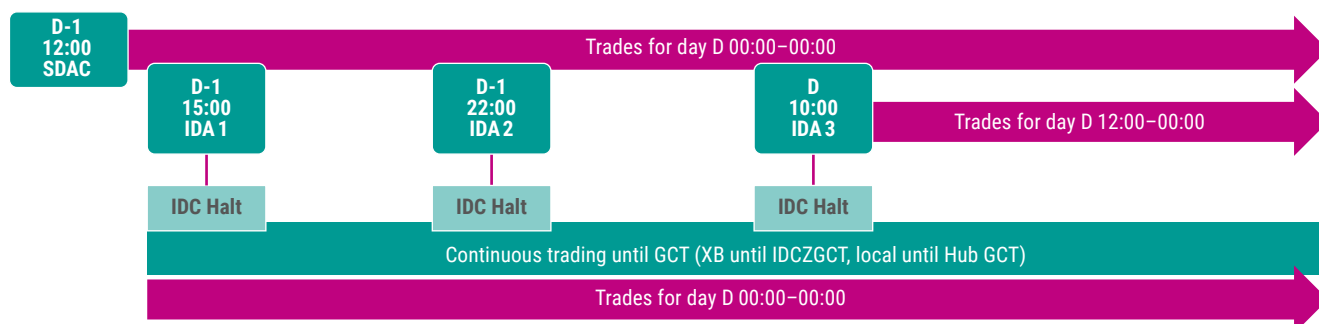 D-1
12:00
SDAC
Trades for day D 00:00–00:00
D-1
15:00
IDA 1
D-1
22:00
IDA 2
D
10:00
IDA 3
Trades for day D 12:00–00:00
IDC Halt
IDC Halt
IDC Halt
Continuous trading until GCT (XB until IDCZGCT, local until Hub GCT)
Trades for day D 00:00–00:00